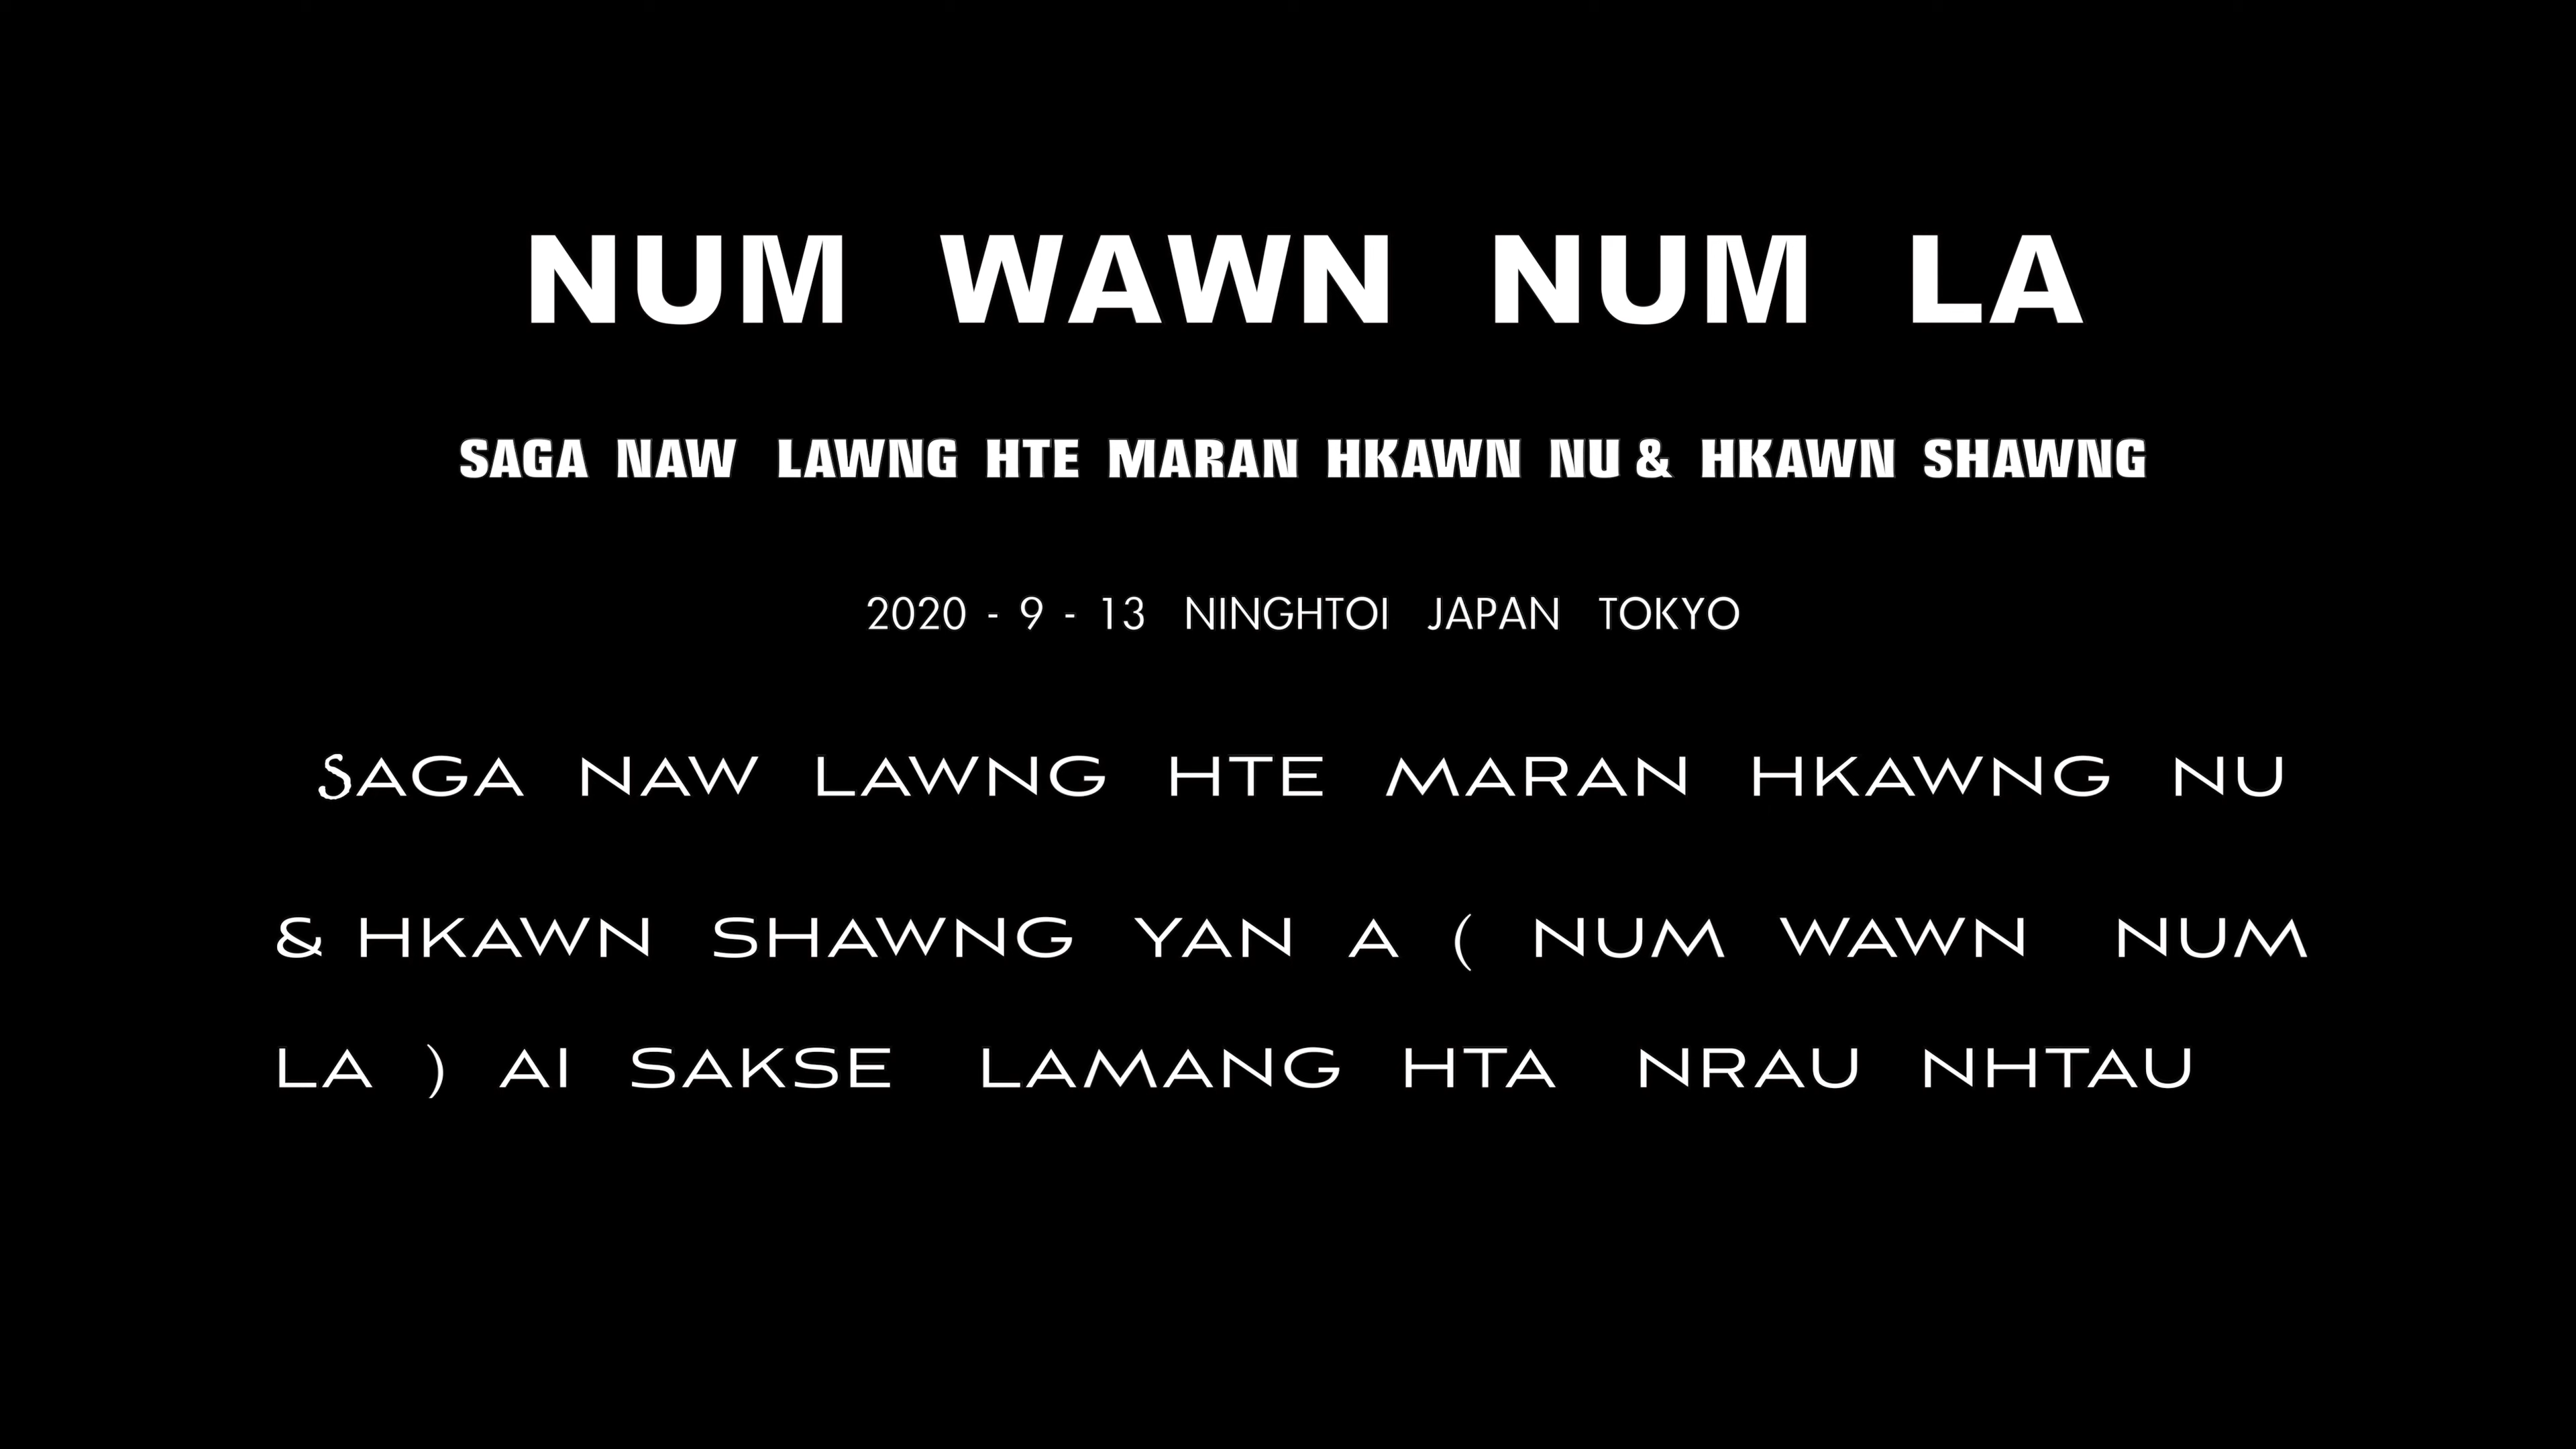 NUM WAWN NUM LA
SAGA NAW LAWNG HTE MARAN HKAWN NU & HKAWN SHAWNG
2020 - 9 - 13 NINGHTOI JAPAN TOKYO
SAGA NAW LAWNG HTE MARAN HKAWNG NU
& HKAWN SHAWNG YAN A ( NUM WAWN NUM
LA ) AI SAKSE LAMANG HTA NRAU NHTAU